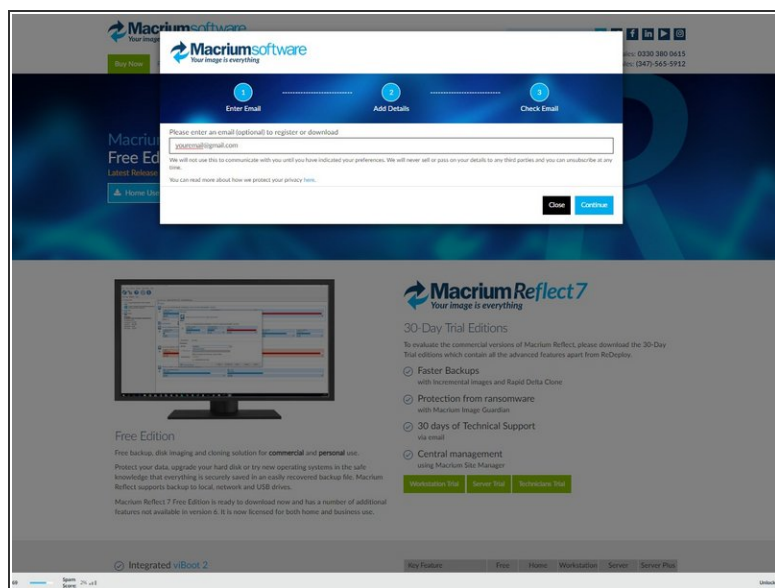 Macriumsoftware
Your image
Buy Now
Sales: 0330 380 0615
Sales: (347)-565-5912
Macriumsoftware
Your image is everything
1
2
3
Enter Email
Add Details
Check Email
Please enter an email (optional) to register or download
youremail@gmail.com
We will not use this to communicate with you until you have indicated your preferences. We will never sell or pass on your details to any third parties and you can unsubscribe at any
time.
You can read more about how we protect your privacy here.
Close
Continue
Macrium
Free Ed
Latest Release
Home Use
Macrium Reflect 7
Your image is everything
30-Day Trial Editions
To evaluate the commercial versions of Macrium Reflect, please download the 30-Day
Trial editions which contain all the advanced features apart from ReDeploy.
Faster Backups
with Incremental images and Rapid Delta Clone
Protection from ransomware
with Macrium Image Guardian
30 days of Technical Support
via email
Central management
using Macrium Site Manager
Workstation Trial
Server Trial
Technicians Trial
Free Edition
Free backup, disk imaging and cloning solution for commercial and personal use.
Protect your data, upgrade your hard disk or try new operating systems in the safe
knowledge that everything is securely saved in an easily recovered backup file. Macrium
Reflect supports backup to local, network and USB drives.
Macrium Reflect 7 Free Edition is ready to download now and has a number of additional
features not available in version 6. It is now licensed for both home and business use.
Integrated viBoot 2
Key Feature Free Home Workstation Server Server Plus
Spam
Score:
2%
Unlock